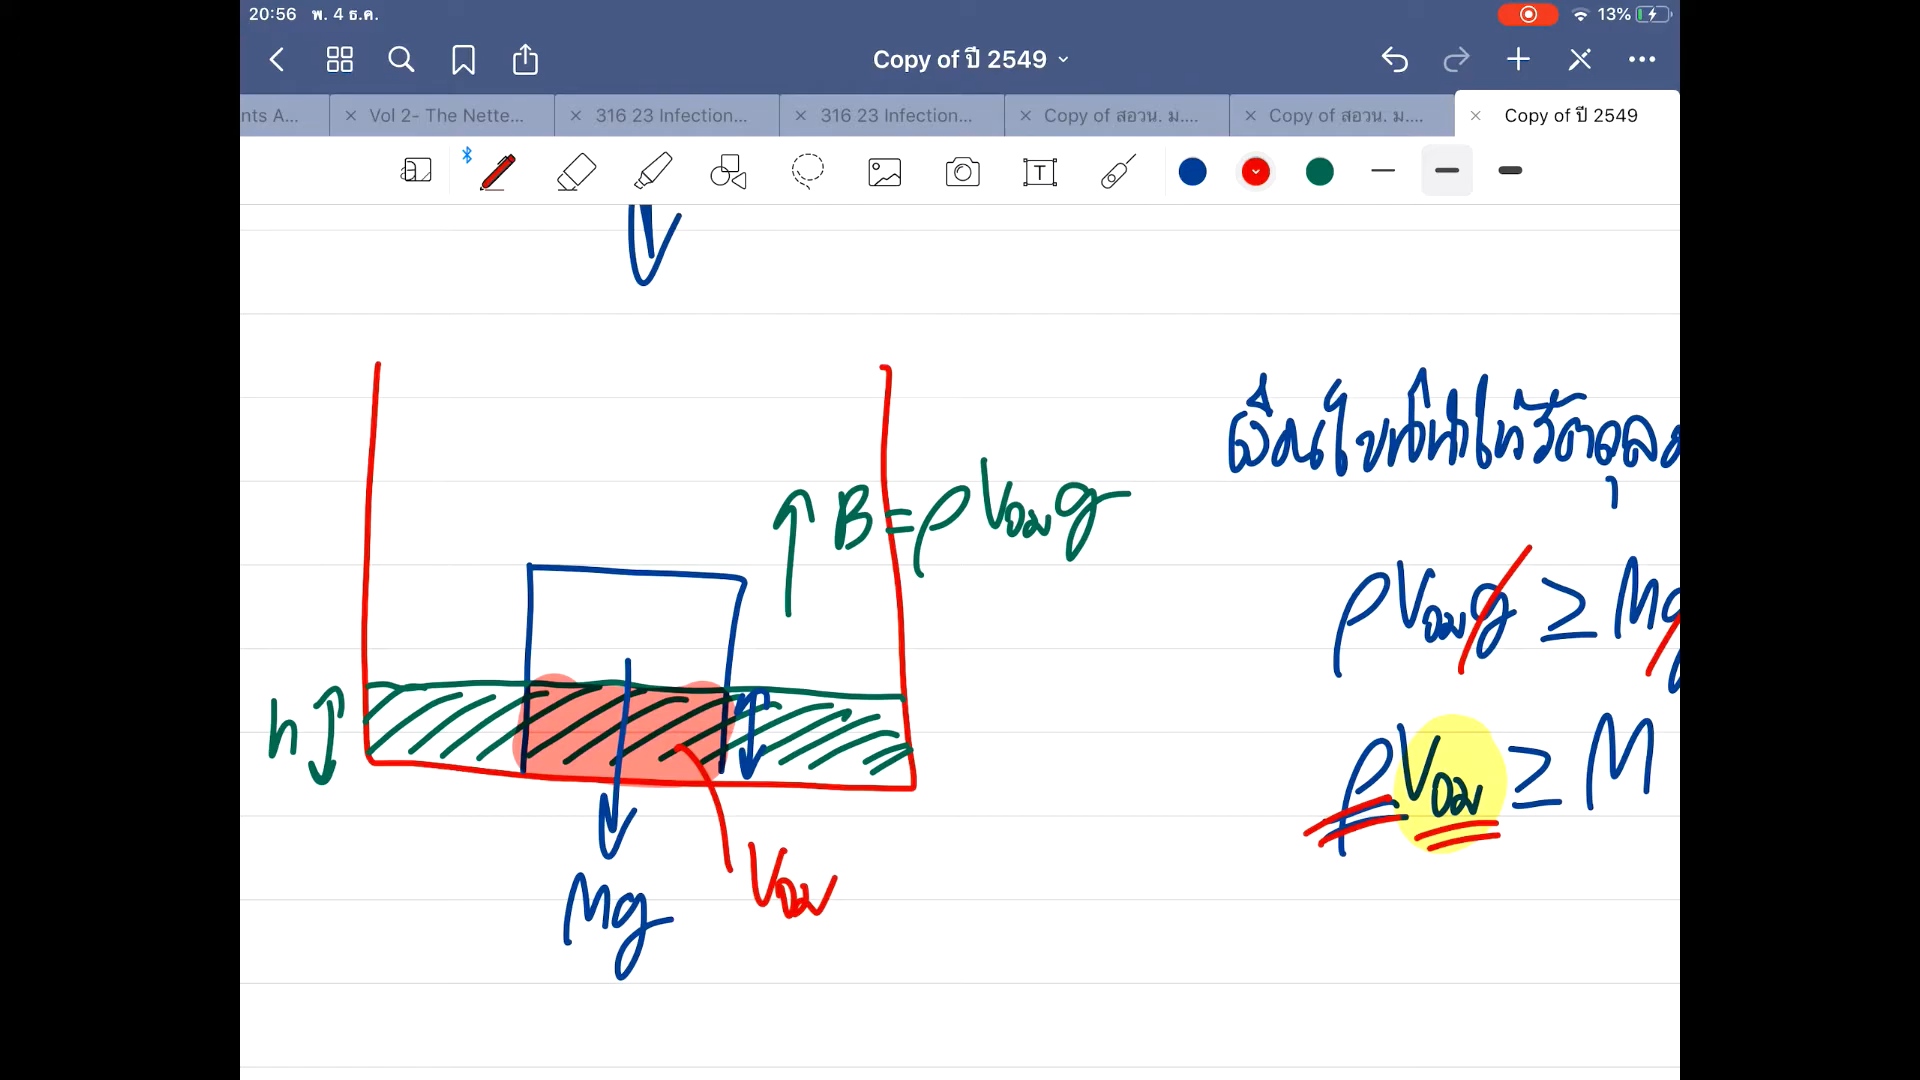 20:56 พ. 4 ธ.ค.
13%
Copy of ปี 2549
nts A...
Vol 2- The Nette...
316 23 Infection...
316 23 Infection...
Copy of สอวน. ม....
Copy of สอวน. ม....
Copy of ปี 2549
T
B = ρVจมg
ρVจมg ≥ Mg
h
ρVจม ≥ M
Mg
Vจม